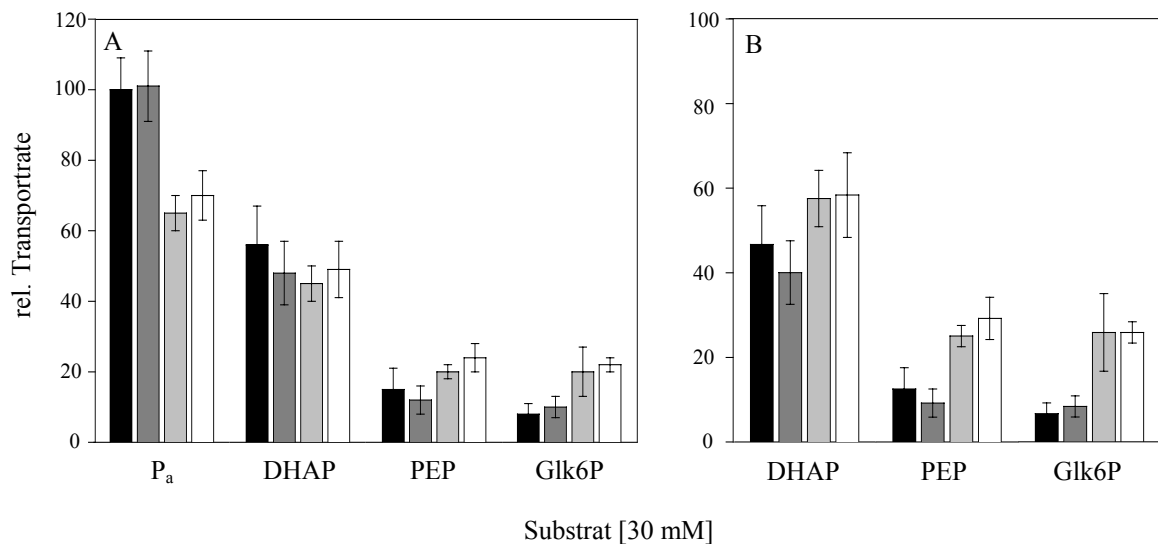 A
B
rel. Transportrate
120
100
80
60
40
20
0
100
80
60
40
20
0
Pa DHAP PEP Glk6P
DHAP PEP Glk6P
Substrat [30 mM]